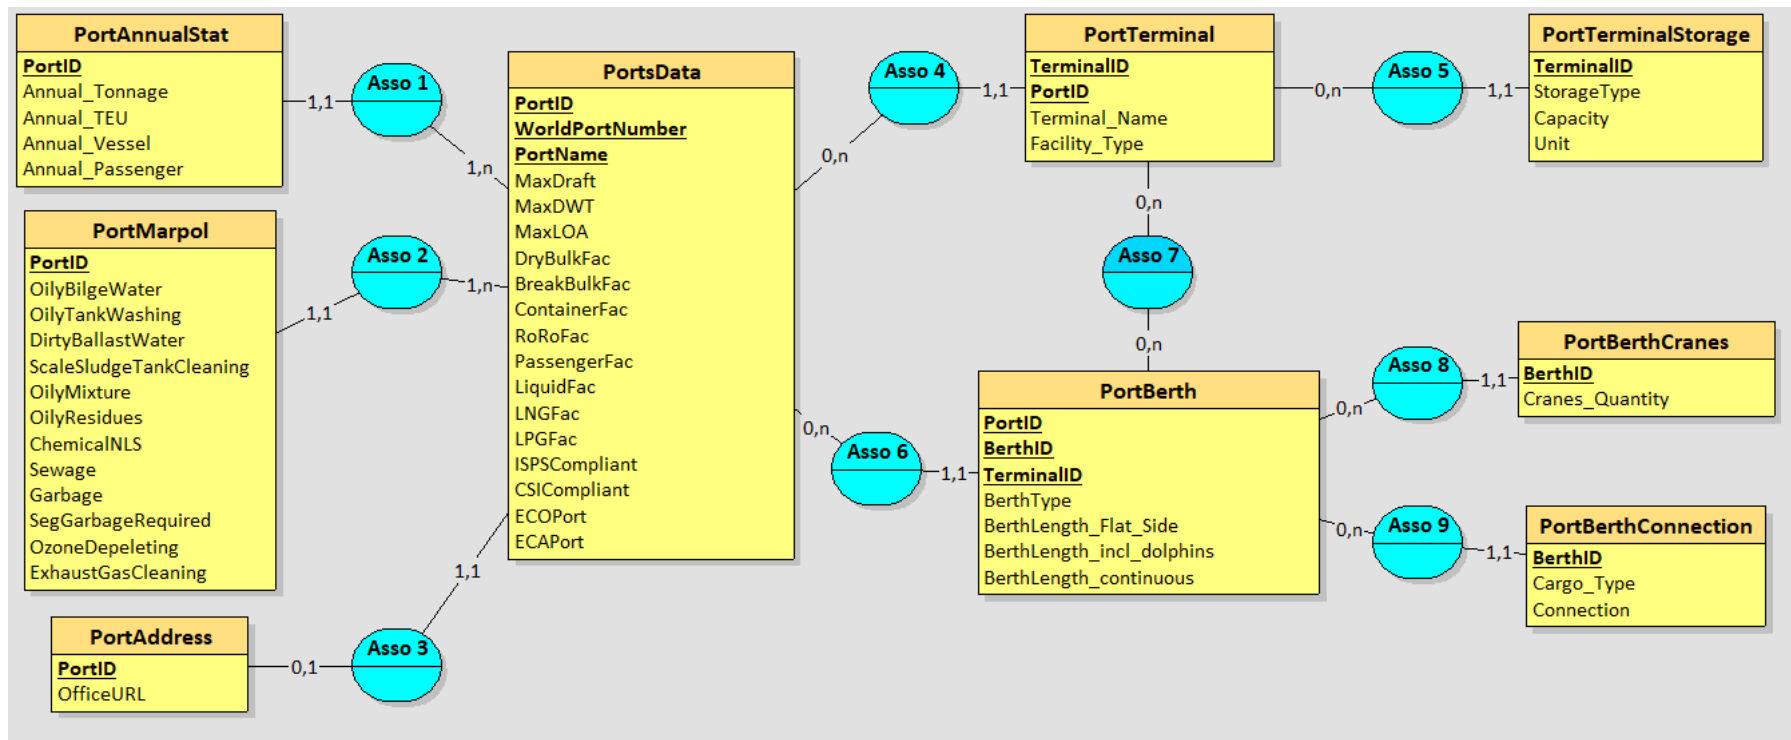 PortAnnualStat
PortID
Annual_Tonnage
Annual_TEU
Annual_Vessel
Annual_Passenger
1,1
Asso 1
1,n
PortMarpol
PortID
OilyBilgeWater
OilyTankWashing
DirtyBallastWater
ScaleSludgeTankCleaning
OilyMixture
OilyResidues
ChemicalNLS
Sewage
Garbage
SegGarbageRequired
OzoneDepeleting
ExhaustGasCleaning
1,1
Asso 2
1,n
PortAddress
PortID
OfficeURL
0,1
Asso 3
1,1
PortsData
PortID
WorldPortNumber
PortName
MaxDraft
MaxDWT
MaxLOA
DryBulkFac
BreakBulkFac
ContainerFac
RoRoFac
PassengerFac
LiquidFac
LNGFac
LPGFac
ISPSCompliant
CSICompliant
ECOPort
ECAPort
0,n
Asso 4
1,1
PortTerminal
TerminalID
PortID
Terminal_Name
Facility_Type
0,n
Asso 5
1,1
PortTerminalStorage
TerminalID
StorageType
Capacity
Unit
0,n
Asso 7
0,n
0,n
Asso 6
1,1
PortBerth
PortID
BerthID
TerminalID
BerthType
BerthLength_Flat_Side
BerthLength_incl_dolphins
BerthLength_continuous
0,n
Asso 8
1,1
PortBerthCranes
BerthID
Cranes_Quantity
0,n
Asso 9
1,1
PortBerthConnection
BerthID
Cargo_Type
Connection